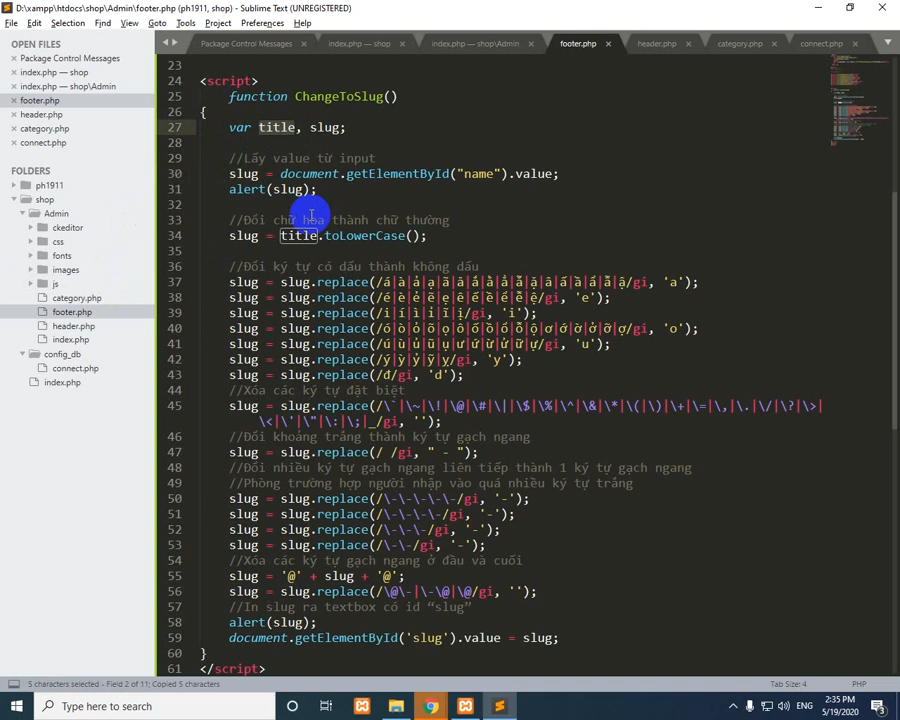 D:\xampp\htdocs\shop\Admin\footer.php (ph1911, shop) - Sublime Text (UNREGISTERED)
File Edit Selection Find View Goto Tools Project Preferences Help
OPEN FILES
Package Control Messages
index.php — shop
index.php — shop\Admin
footer.php
header.php
category.php
connect.php
FOLDERS
ph1911
shop
Admin
ckeditor
css
fonts
images
js
category.php
footer.php
header.php
index.php
config_db
connect.php
index.php
Package Control Messages index.php — shop index.php — shop\Admin footer.php header.php category.php connect.php
23
24 <script>
25 function ChangeToSlug()
26 {
27 var title, slug;
28
29 //Lấy value từ input
30 slug = document.getElementById("name").value;
31 alert(slug);
32
33 //Đổi chữ hoa thành chữ thường
34 slug = title.toLowerCase();
35
36 //Đổi ký tự có dấu thành không dấu
37 slug = slug.replace(/á|à|ả|ạ|ã|ă|ắ|ằ|ẳ|ẵ|ặ|â|ấ|ầ|ẩ|ẫ|ậ/gi, 'a');
38 slug = slug.replace(/é|è|ẻ|ẽ|ẹ|ê|ế|ề|ể|ễ|ệ/gi, 'e');
39 slug = slug.replace(/i|í|ì|ỉ|ĩ|ị/gi, 'i');
40 slug = slug.replace(/ó|ò|ỏ|õ|ọ|ô|ố|ồ|ổ|ỗ|ộ|ơ|ớ|ờ|ở|ỡ|ợ/gi, 'o');
41 slug = slug.replace(/ú|ù|ủ|ũ|ụ|ư|ứ|ừ|ử|ữ|ự/gi, 'u');
42 slug = slug.replace(/ý|ỳ|ỷ|ỹ|ỵ/gi, 'y');
43 slug = slug.replace(/đ/gi, 'd');
44 //Xóa các ký tự đặt biệt
45 slug = slug.replace(/\`|\~|\!|\@|\#|\||\$|\%|\^|\&|\*|\(|\)|\+|\=|\,|\.|\/|\?|\>|
\<|\'|\"|\:|\;|_/gi, '');
46 //Đổi khoảng trắng thành ký tự gạch ngang
47 slug = slug.replace(/ /gi, " - ");
48 //Đổi nhiều ký tự gạch ngang liên tiếp thành 1 ký tự gạch ngang
49 //Phòng trường hợp người nhập vào quá nhiều ký tự trắng
50 slug = slug.replace(/\-\-\-\-\-/gi, '-');
51 slug = slug.replace(/\-\-\-\-/gi, '-');
52 slug = slug.replace(/\-\-\-/gi, '-');
53 slug = slug.replace(/\-\-/gi, '-');
54 //Xóa các ký tự gạch ngang ở đầu và cuối
55 slug = '@' + slug + '@';
56 slug = slug.replace(/\@\-|\-\@|\@/gi, '');
57 //In slug ra textbox có id “slug”
58 alert(slug);
59 document.getElementById('slug').value = slug;
60 }
61 </script>
5 characters selected - Field 2 of 11; Copied 5 characters Tab Size: 4 PHP
Type here to search ENG 2:35 PM
5/19/2020
3